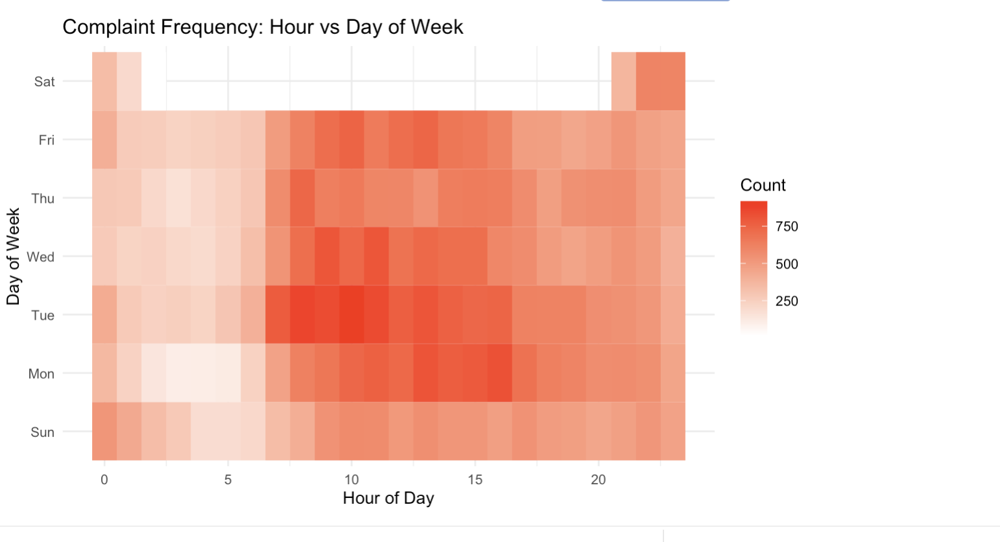 Complaint Frequency: Hour vs Day of Week
Day of Week
Sat
Fri
Thu
Wed
Tue
Mon
Sun
0 5 10 15 20
Hour of Day
Count
750
500
250